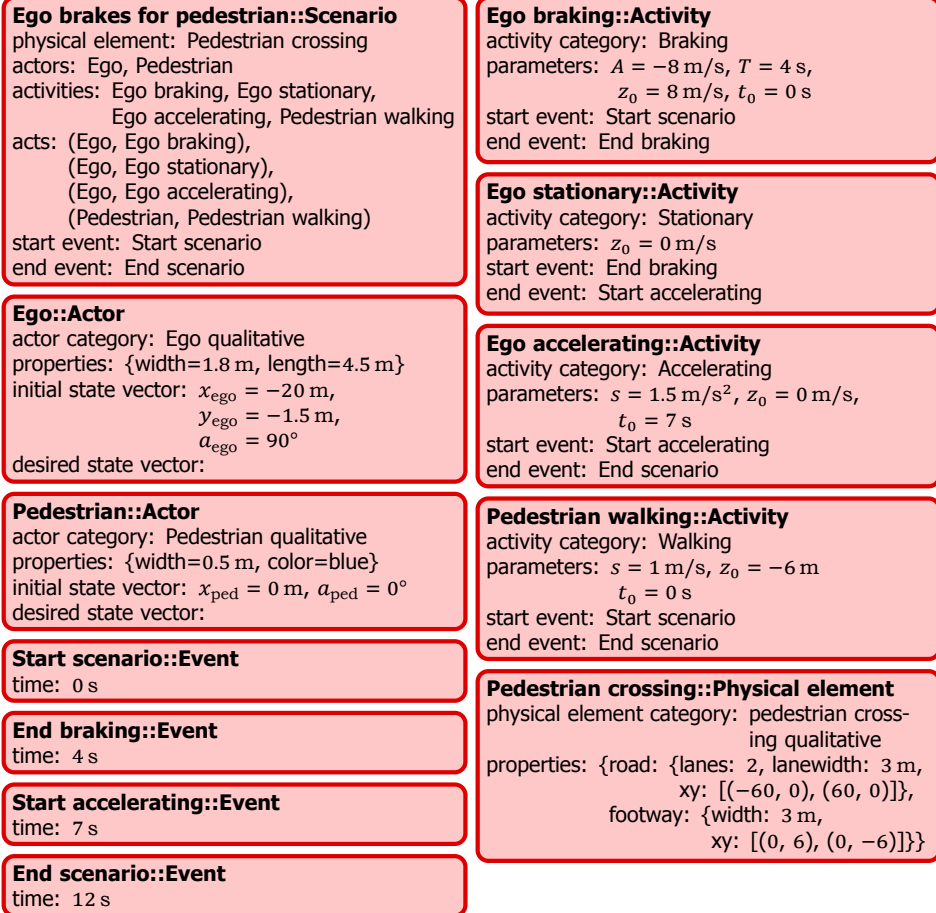 Ego brakes for pedestrian::Scenario
physical element: Pedestrian crossing
actors: Ego, Pedestrian
activities: Ego braking, Ego stationary,
Ego accelerating, Pedestrian walking
acts: (Ego, Ego braking),
(Ego, Ego stationary),
(Ego, Ego accelerating),
(Pedestrian, Pedestrian walking)
start event: Start scenario
end event: End scenario
Ego::Actor
actor category: Ego qualitative
properties: {width=1.8 m, length=4.5 m}
initial state vector: x_ego = −20 m,
y_ego = −1.5 m,
a_ego = 90°
desired state vector:
Pedestrian::Actor
actor category: Pedestrian qualitative
properties: {width=0.5 m, color=blue}
initial state vector: x_ped = 0 m, a_ped = 0°
desired state vector:
Start scenario::Event
time: 0 s
End braking::Event
time: 4 s
Start accelerating::Event
time: 7 s
End scenario::Event
time: 12 s
Ego braking::Activity
activity category: Braking
parameters: A = −8 m/s, T = 4 s,
z₀ = 8 m/s, t₀ = 0 s
start event: Start scenario
end event: End braking
Ego stationary::Activity
activity category: Stationary
parameters: z₀ = 0 m/s
start event: End braking
end event: Start accelerating
Ego accelerating::Activity
activity category: Accelerating
parameters: s = 1.5 m/s², z₀ = 0 m/s,
t₀ = 7 s
start event: Start accelerating
end event: End scenario
Pedestrian walking::Activity
activity category: Walking
parameters: s = 1 m/s, z₀ = −6 m
t₀ = 0 s
start event: Start scenario
end event: End scenario
Pedestrian crossing::Physical element
physical element category: pedestrian cross-
ing qualitative
properties: {road: {lanes: 2, lanewidth: 3 m,
xy: [(−60, 0), (60, 0)]},
footway: {width: 3 m,
xy: [(0, 6), (0, −6)]}}